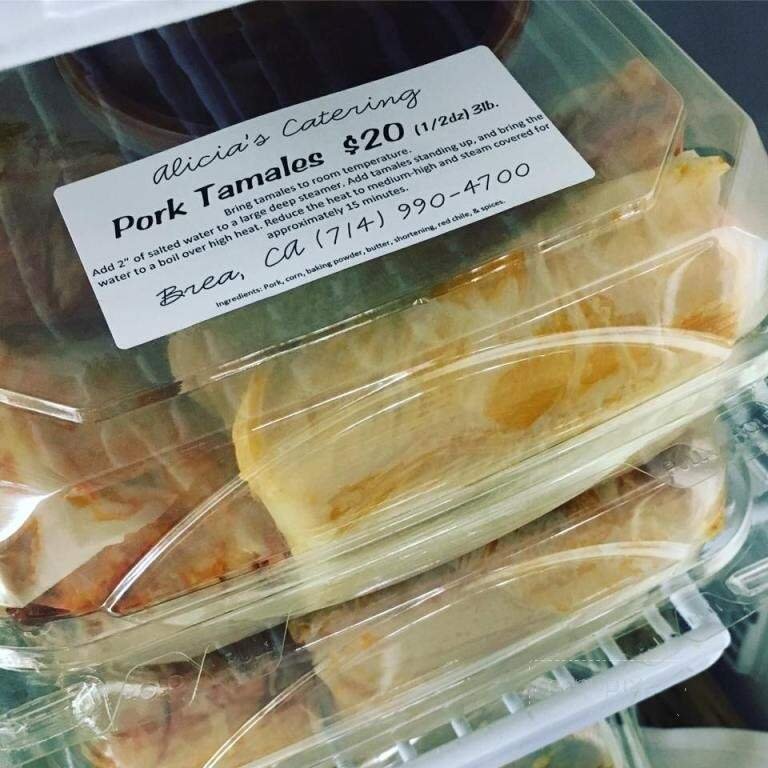 Alicia's Catering
Pork Tamales $20 (1/2dz) 3lb.
Bring tamales to room temperature.
Add 2" of salted water to a large deep steamer. Add tamales standing up, and bring the
water to a boil over high heat. Reduce the heat to medium-high and steam covered for
approximately 15 minutes.
Brea, CA (714) 990-4700
Ingredients: Pork, corn, baking powder, butter, shortening, red chile, & spices.